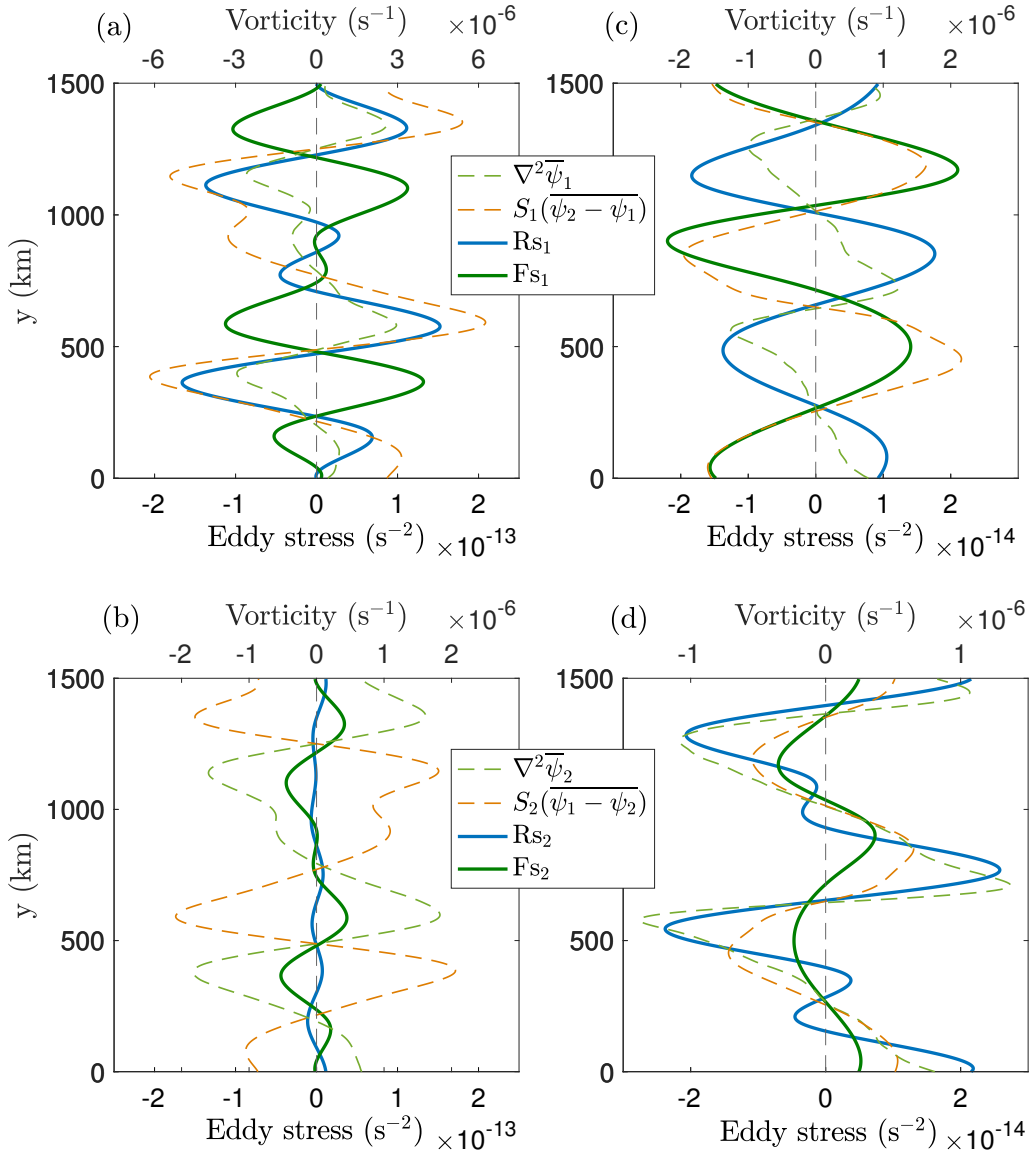 (a) Vorticity (s⁻¹) ×10⁻⁶
-6 -3 0 3 6
1500
1000
500
0
y (km)
-2 -1 0 1 2
Eddy stress (s⁻²) ×10⁻¹³
(c) Vorticity (s⁻¹) ×10⁻⁶
-2 -1 0 1 2
1500
1000
500
0
-2 -1 0 1 2
Eddy stress (s⁻²) ×10⁻¹⁴
∇²ψ̅₁
S₁(\overline{ψ₂ − ψ₁})
Rs₁
Fs₁
(b) Vorticity (s⁻¹) ×10⁻⁶
-2 -1 0 1 2
1500
1000
500
0
y (km)
-2 -1 0 1 2
Eddy stress (s⁻²) ×10⁻¹³
(d) Vorticity (s⁻¹) ×10⁻⁶
-1 0 1
1500
1000
500
0
-2 -1 0 1 2
Eddy stress (s⁻²) ×10⁻¹⁴
∇²ψ̅₂
S₂(\overline{ψ₁ − ψ₂})
Rs₂
Fs₂